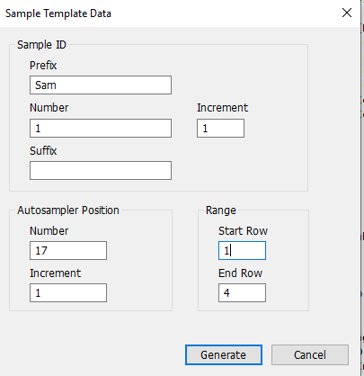 Sample Template Data
Sample ID
Prefix
Sam
Number Increment
1 1
Suffix
Autosampler Position Range
Number Start Row
17 1
Increment End Row
1 4
Generate Cancel